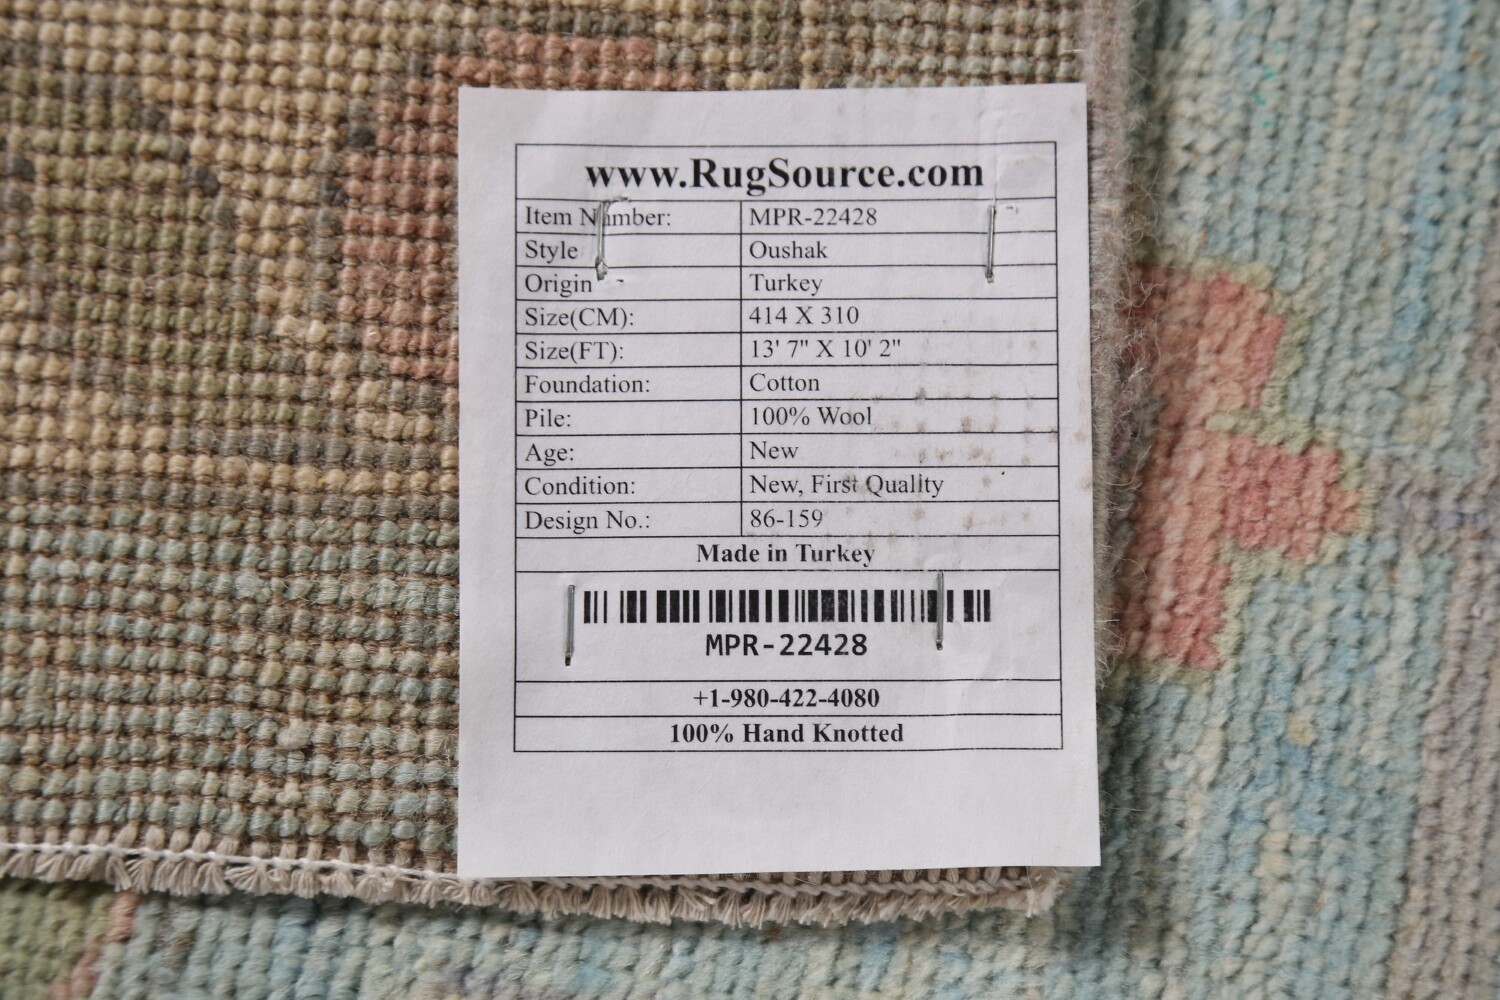 www.RugSource.com
Item Number: MPR-22428
Style Oushak
Origin Turkey
Size(CM): 414 X 310
Size(FT): 13' 7" X 10' 2"
Foundation: Cotton
Pile: 100% Wool
Age: New
Condition: New, First Quality
Design No.: 86-159
Made in Turkey
MPR-22428
+1-980-422-4080
100% Hand Knotted